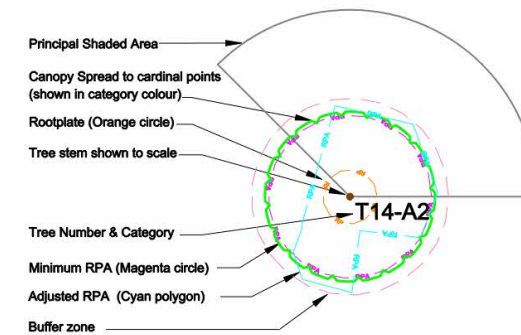 Principal Shaded Area
Canopy Spread to cardinal points
(shown in category colour)
Rootplate (Orange circle)
Tree stem shown to scale
T14-A2
Tree Number & Category
Minimum RPA (Magenta circle)
Adjusted RPA (Cyan polygon)
Buffer zone
RPA
RPA
RPA
RPA